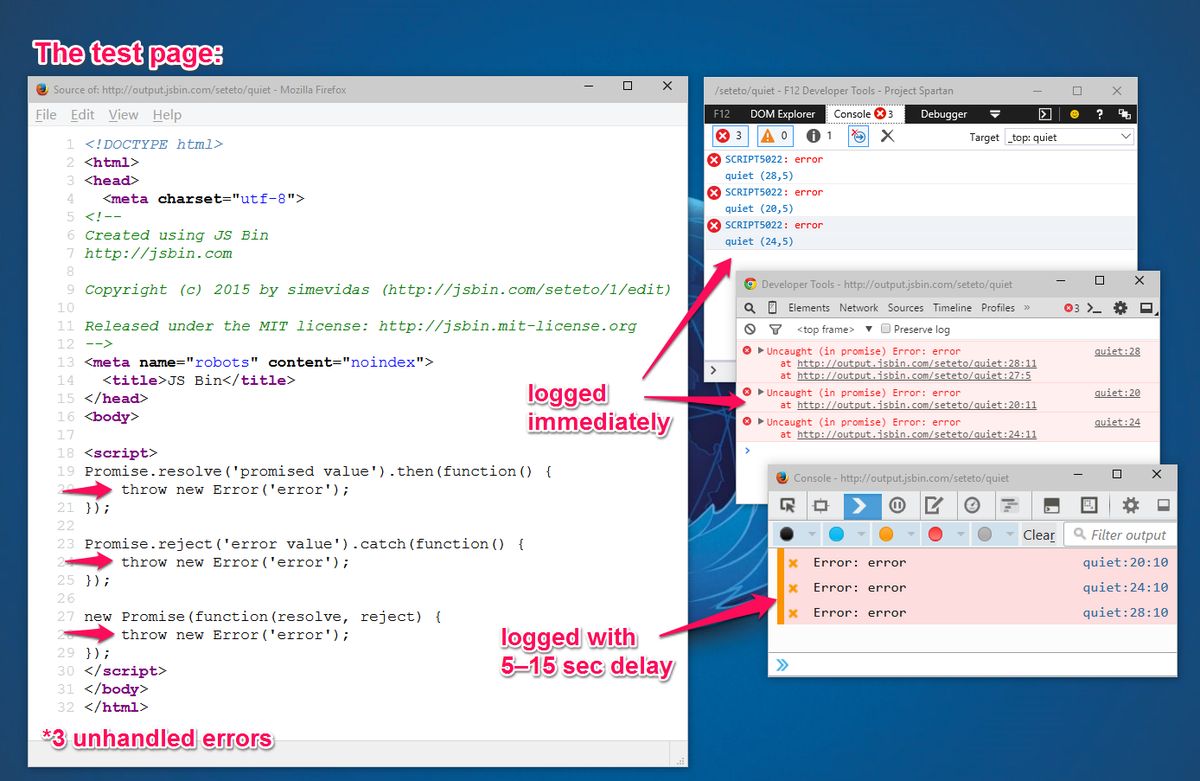 The test page:
Source of: http://output.jsbin.com/seteto/quiet - Mozilla Firefox
File Edit View Help
1 <!DOCTYPE html>
2 <html>
3 <head>
4 <meta charset="utf-8">
5 <!--
6 Created using JS Bin
7 http://jsbin.com
8
9 Copyright (c) 2015 by simevidas (http://jsbin.com/seteto/1/edit)
10
11 Released under the MIT license: http://jsbin.mit-license.org
12 -->
13 <meta name="robots" content="noindex">
14 <title>JS Bin</title>
15 </head>
16 <body>
17
18 <script>
19 Promise.resolve('promised value').then(function() {
20 throw new Error('error');
21 });
22
23 Promise.reject('error value').catch(function() {
24 throw new Error('error');
25 });
26
27 new Promise(function(resolve, reject) {
28 throw new Error('error');
29 });
30 </script>
31 </body>
32 </html>
*3 unhandled errors
/seteto/quiet - F12 Developer Tools - Project Spartan
F12 DOM Explorer Console 3 Debugger ?
3 0 1 Target _top: quiet
SCRIPT5022: error
quiet (28,5)
SCRIPT5022: error
quiet (20,5)
SCRIPT5022: error
quiet (24,5)
logged
immediately
Developer Tools - http://output.jsbin.com/seteto/quiet
Elements Network Sources Timeline Profiles » 3
<top frame> ▼ Preserve log
Uncaught (in promise) Error: error quiet:28
at http://output.jsbin.com/seteto/quiet:28:11
at http://output.jsbin.com/seteto/quiet:27:5
Uncaught (in promise) Error: error quiet:20
at http://output.jsbin.com/seteto/quiet:20:11
Uncaught (in promise) Error: error quiet:24
at http://output.jsbin.com/seteto/quiet:24:11
Console - http://output.jsbin.com/seteto/quiet
Clear Filter output
Error: error quiet:20:10
Error: error quiet:24:10
Error: error quiet:28:10
logged with
5–15 sec delay